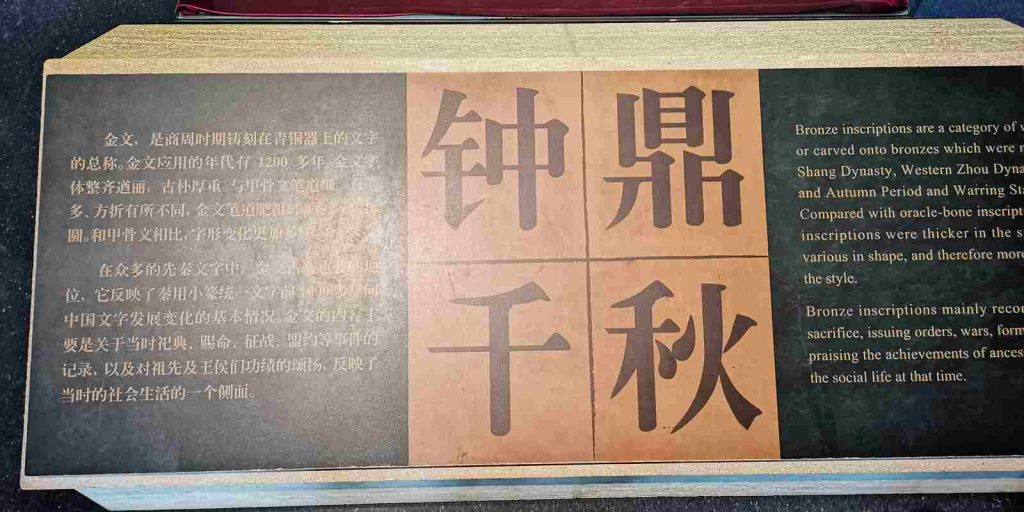 金文，是商周时期铸刻在青铜器上的文字
的总称。金文应用的年代有 1200 多年。金文字
体整齐遒丽，古朴厚重，与甲骨文笔道细
多、方折有所不同，金文笔道肥粗
圆。和甲骨文相比，字形变化更加
在众多的先秦文字中，金
位，它反映了秦用小篆统一文字前
中国文字发展变化的基本情况。金文的内容主
要是关于当时祀典、赐命、征战、盟约等事件的
记录，以及对祖先及王侯们功绩的颂扬，反映了
当时的社会生活的一个侧面。
钟鼎
千秋
Bronze inscriptions are a category of
or carved onto bronzes which were
Shang Dynasty, Western Zhou
and Autumn Period and Warring
Compared with oracle-bone
inscriptions were thicker in the
various in shape, and therefore
the style.
Bronze inscriptions mainly
sacrifice, issuing orders, wars,
praising the achievements of
the social life at that time.